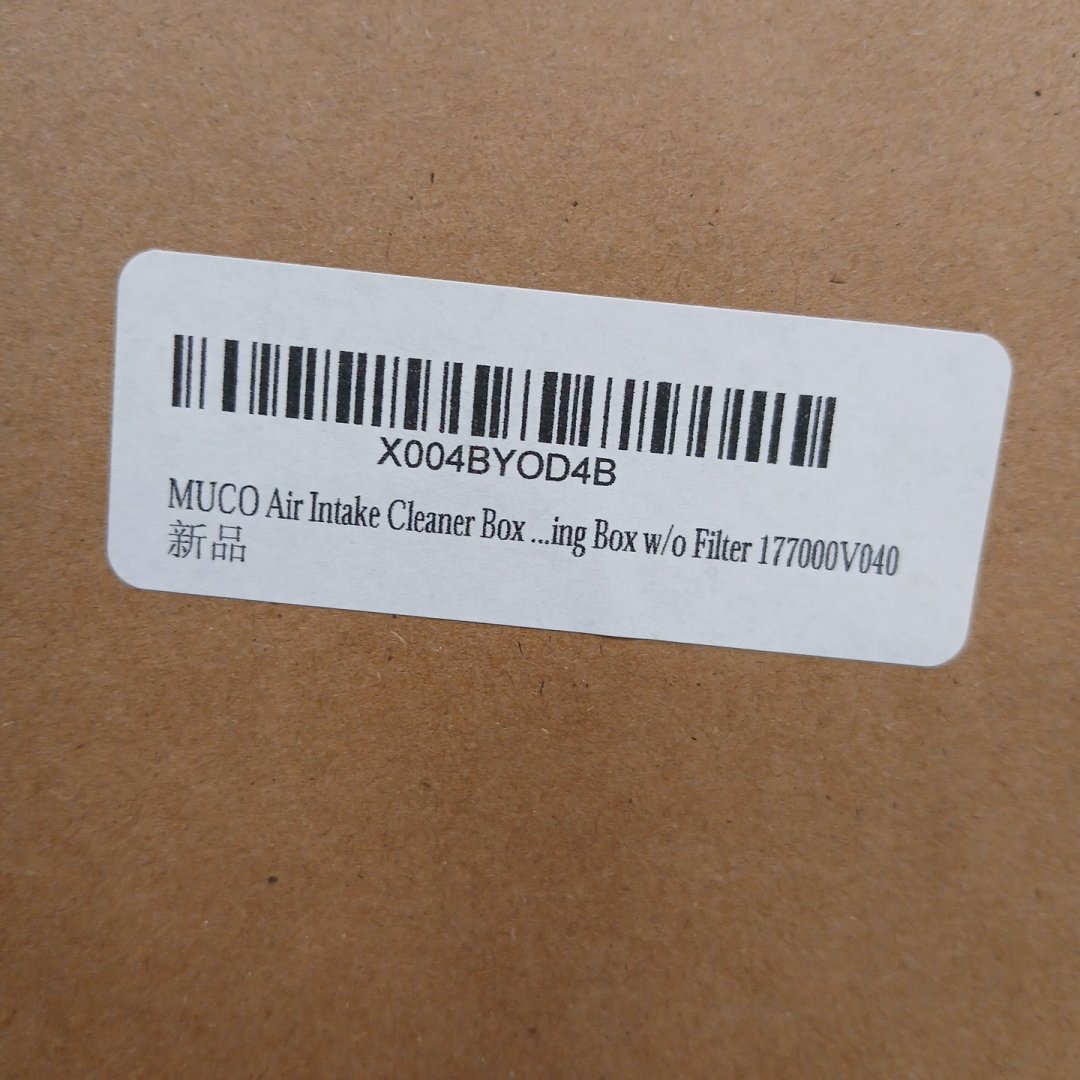 X004BYOD4B
MUCO Air Intake Cleaner Box ...ing Box w/o Filter 177000V040
新品